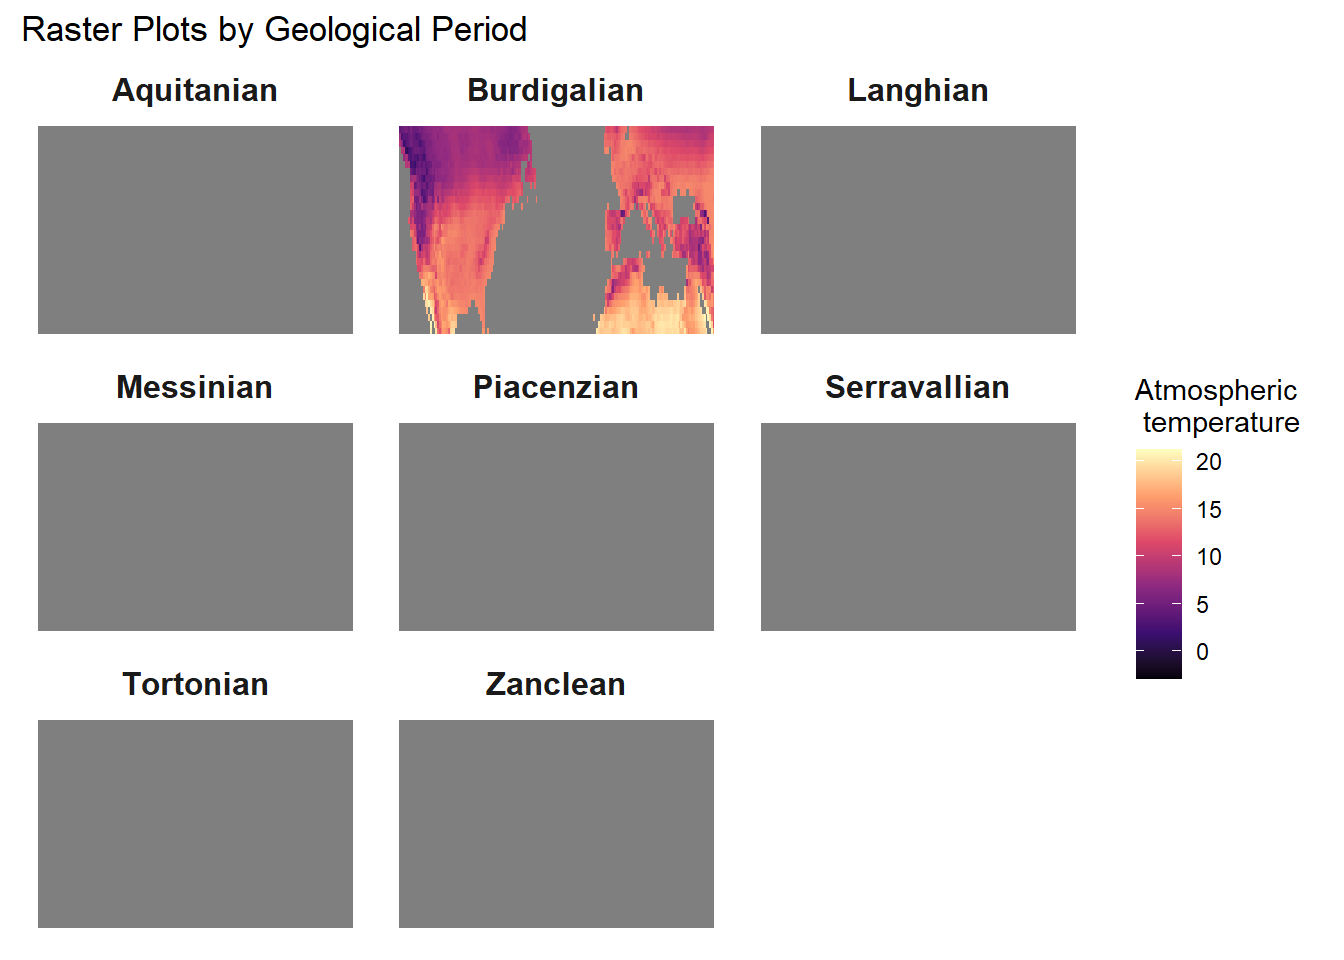 Raster Plots by Geological Period
Aquitanian
Burdigalian
Langhian
Messinian
Piacenzian
Serravallian
Tortonian
Zanclean
Atmospheric
temperature
20
15
10
5
0